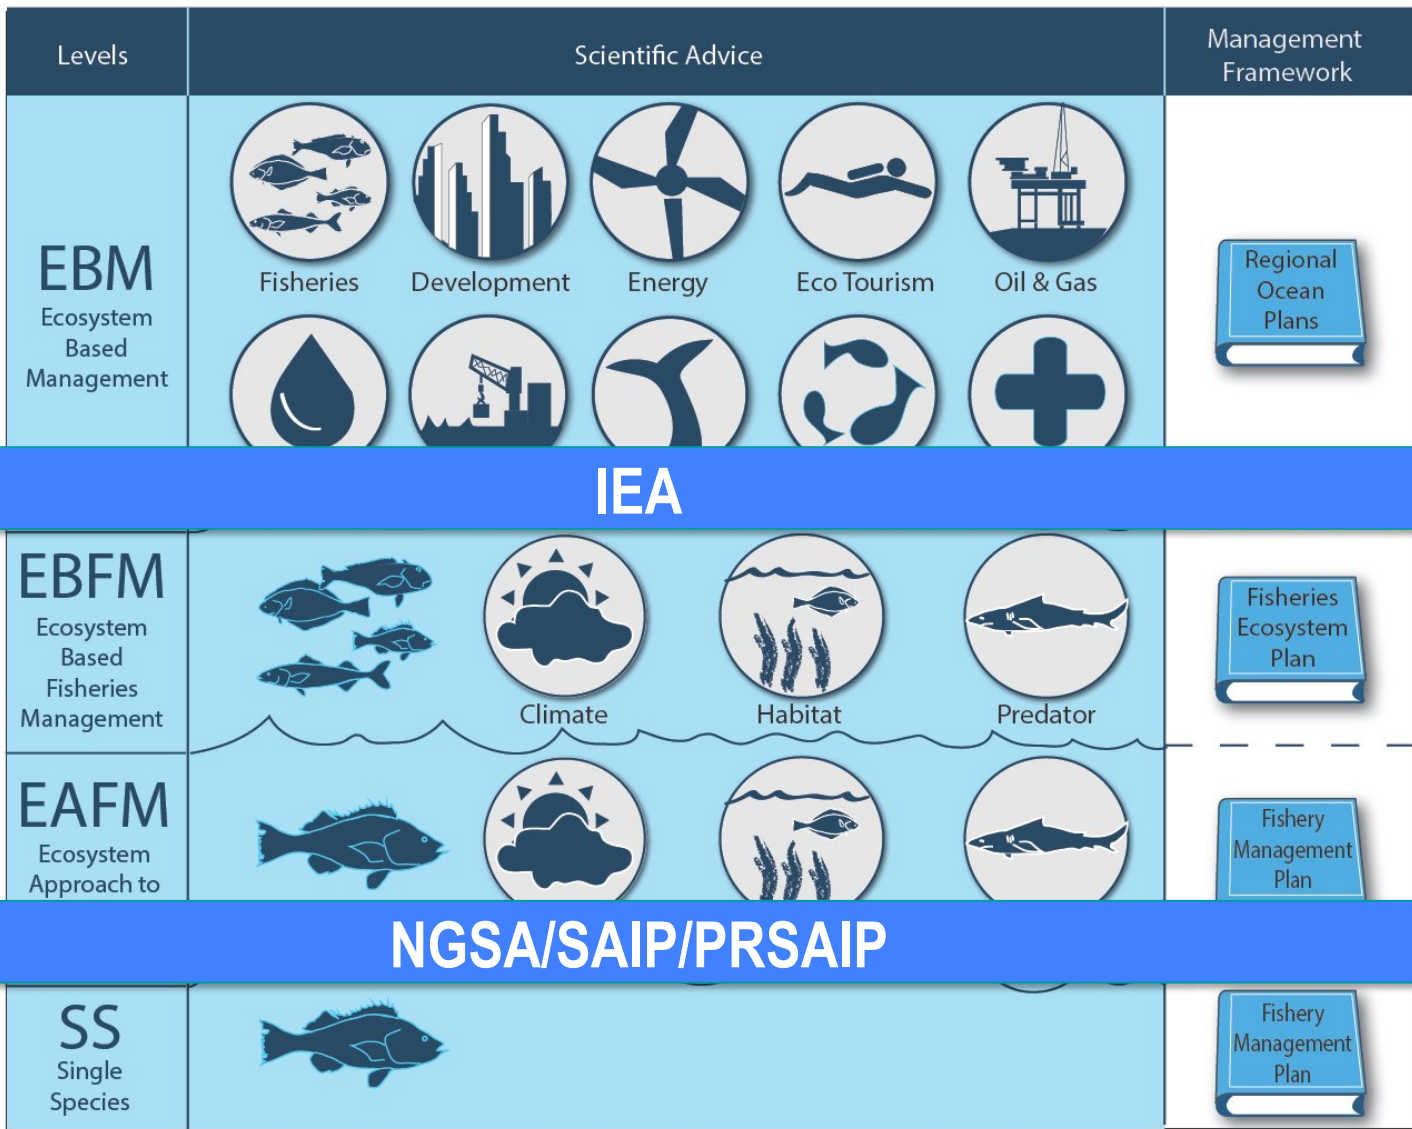 Levels
Scientific Advice
Management
Framework
EBM
Ecosystem
Based
Management
Fisheries
Development
Energy
Eco Tourism
Oil & Gas
Regional
Ocean
Plans
IEA
EBFM
Ecosystem
Based
Fisheries
Management
Climate
Habitat
Predator
Fisheries
Ecosystem
Plan
EAFM
Ecosystem
Approach to
Fishery
Management
Plan
NGSA/SAIP/PRSAIP
SS
Single
Species
Fishery
Management
Plan